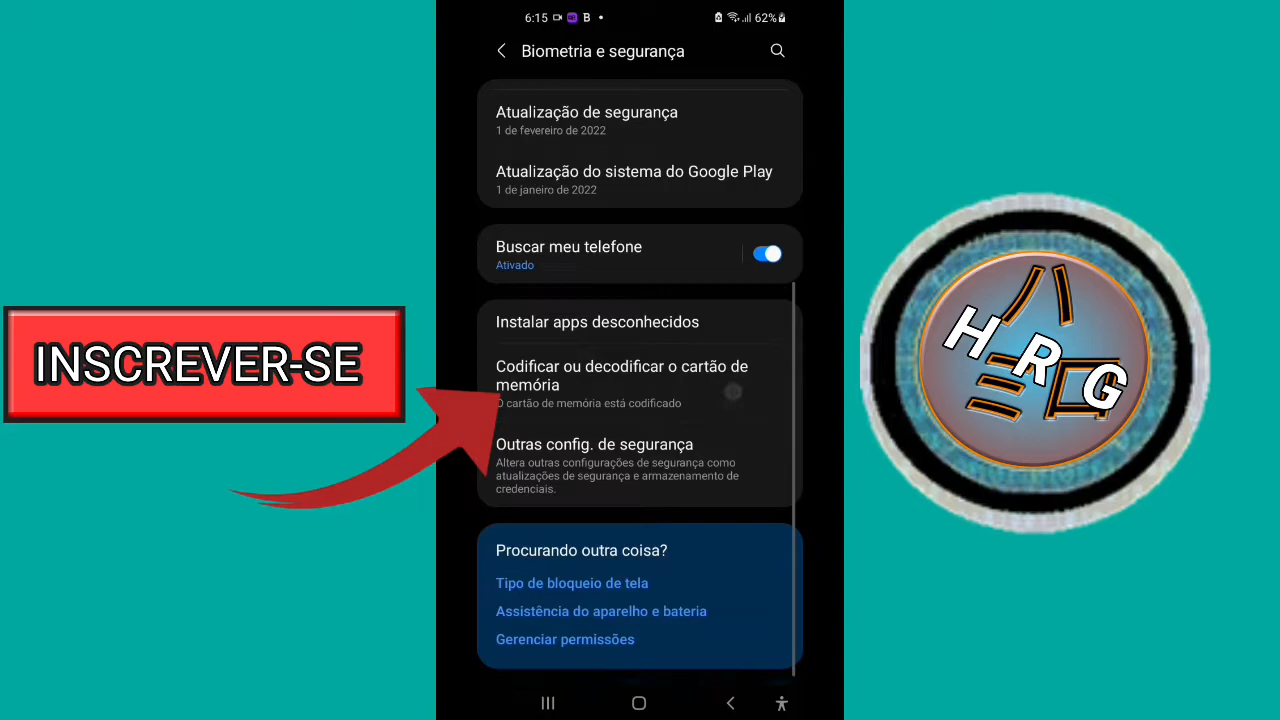 6:15
62%
Biometria e segurança
Atualização de segurança
1 de fevereiro de 2022
Atualização do sistema do Google Play
1 de janeiro de 2022
Buscar meu telefone
Ativado
Instalar apps desconhecidos
Codificar ou decodificar o cartão de
memória
O cartão de memória está codificado
Outras config. de segurança
Altera outras configurações de segurança como
atualizações de segurança e armazenamento de
credenciais.
Procurando outra coisa?
Tipo de bloqueio de tela
Assistência do aparelho e bateria
Gerenciar permissões
INSCREVER-SE
八
H R G
三回